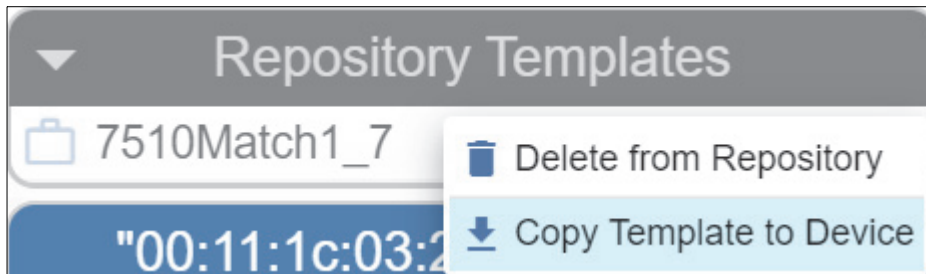 Repository Templates
7510Match1_7
Delete from Repository
Copy Template to Device
"00:11:1c:03:2